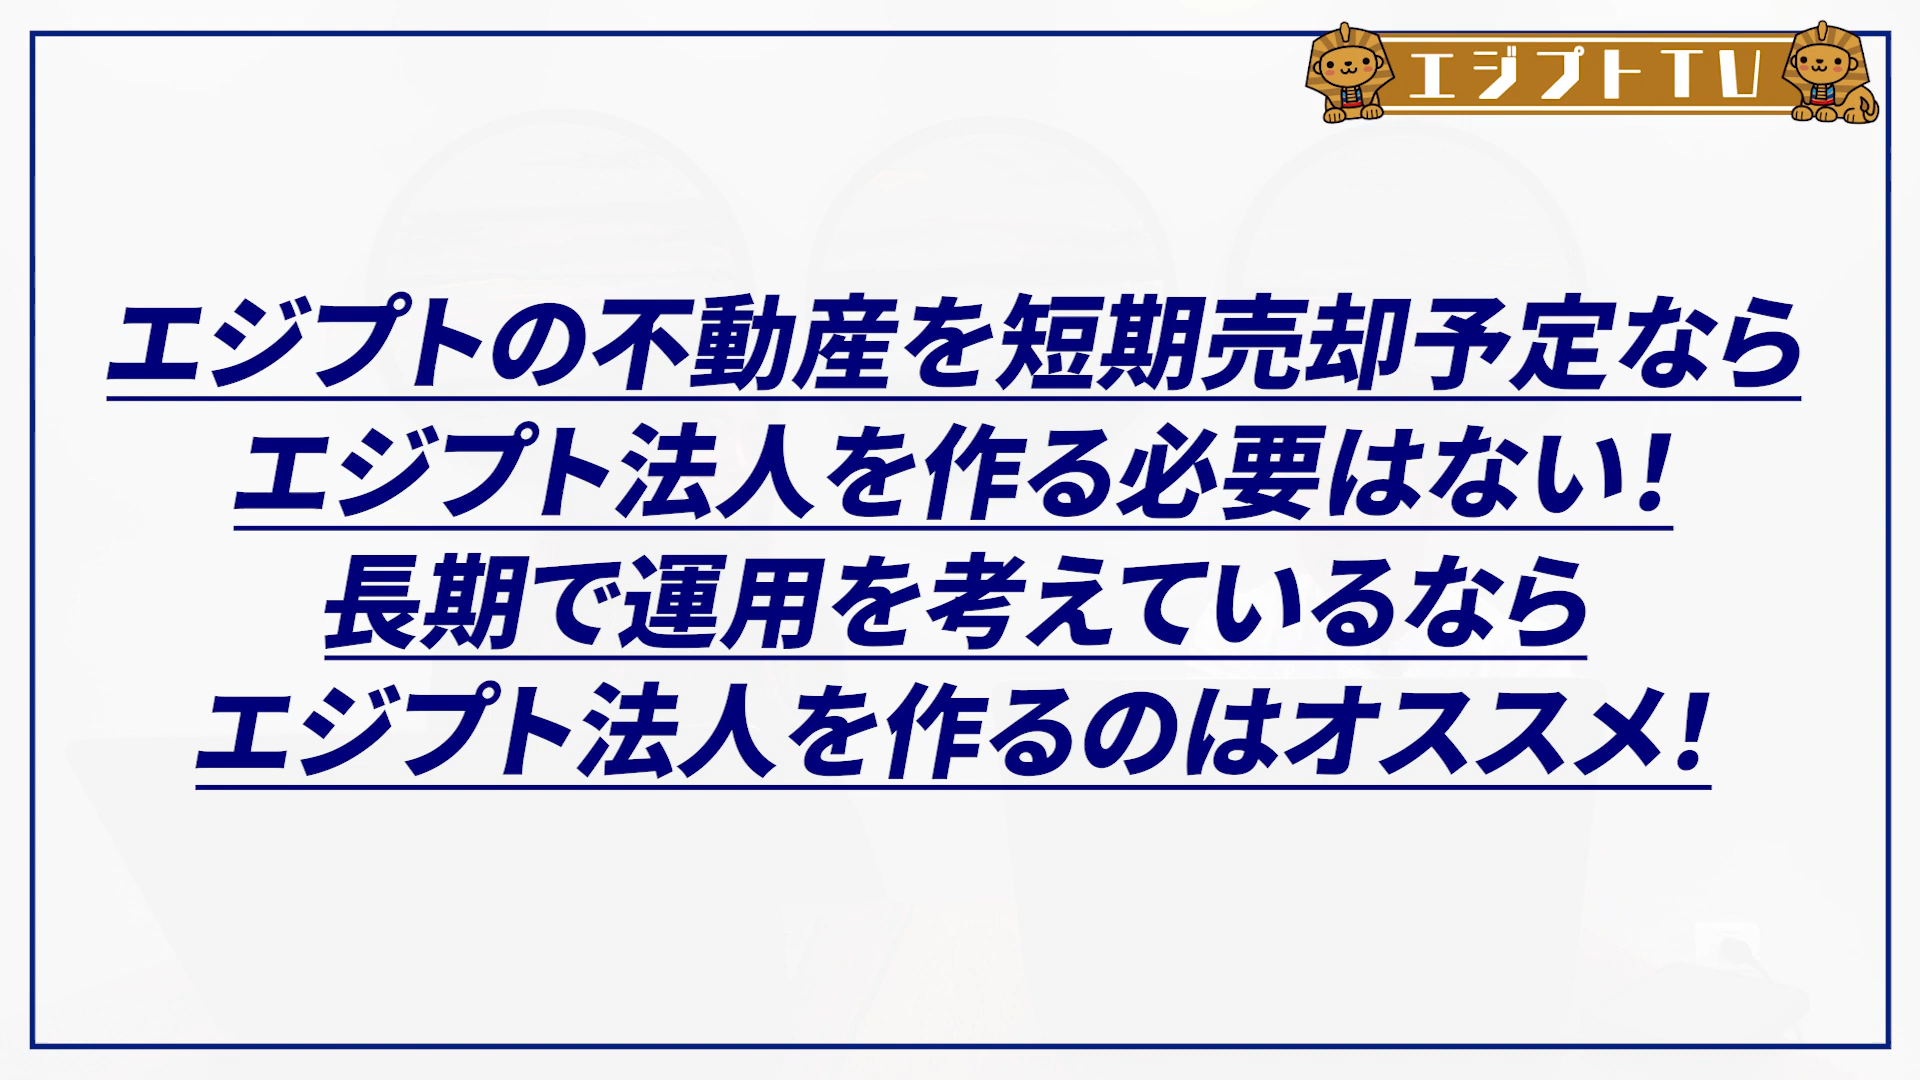 エジプトTV
エジプトの不動産を短期売却予定なら
エジプト法人を作る必要はない!
長期で運用を考えているなら
エジプト法人を作るのはオススメ!